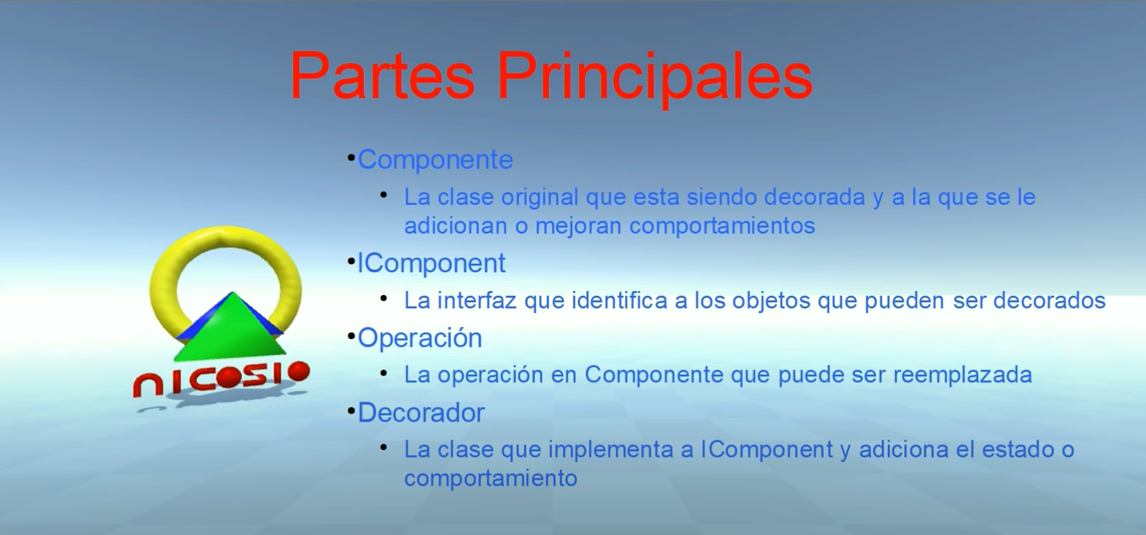 Partes Principales
•Componente
• La clase original que esta siendo decorada y a la que se le
adicionan o mejoran comportamientos
•IComponent
• La interfaz que identifica a los objetos que pueden ser decorados
•Operación
• La operación en Componente que puede ser reemplazada
•Decorador
• La clase que implementa a IComponent y adiciona el estado o
comportamiento
nicosio